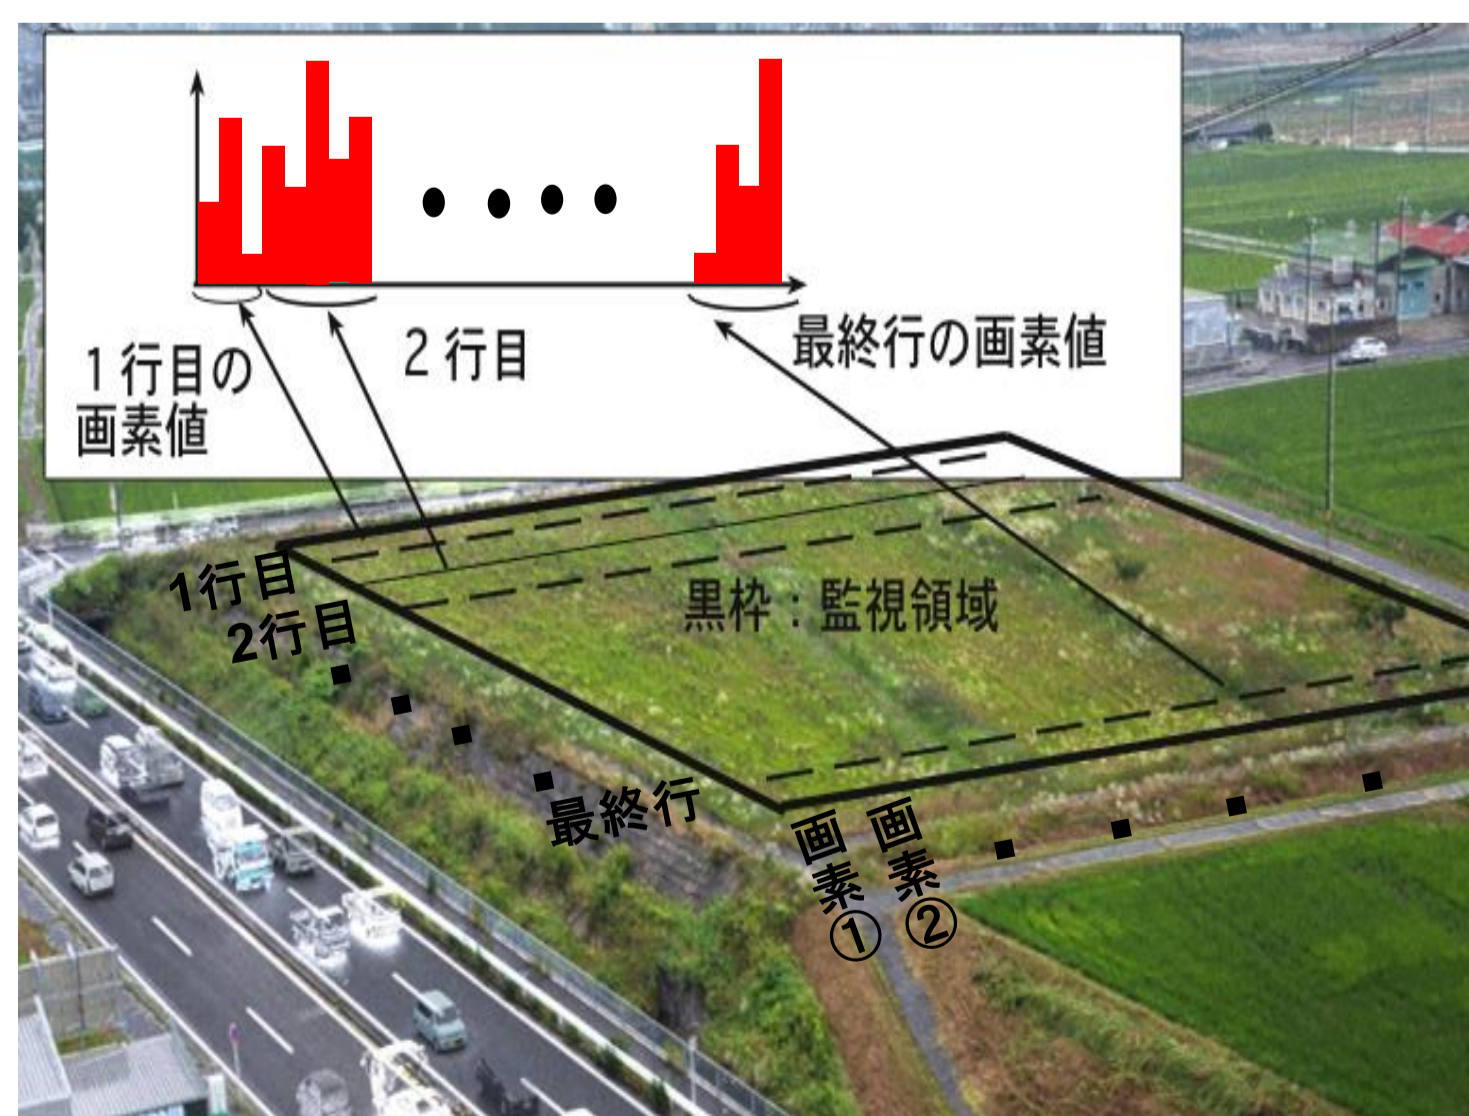 1行目の
画素値
２行目
最終行の画素値
1行目
2行目
黒枠：監視領域
最終行
画素①
画素②